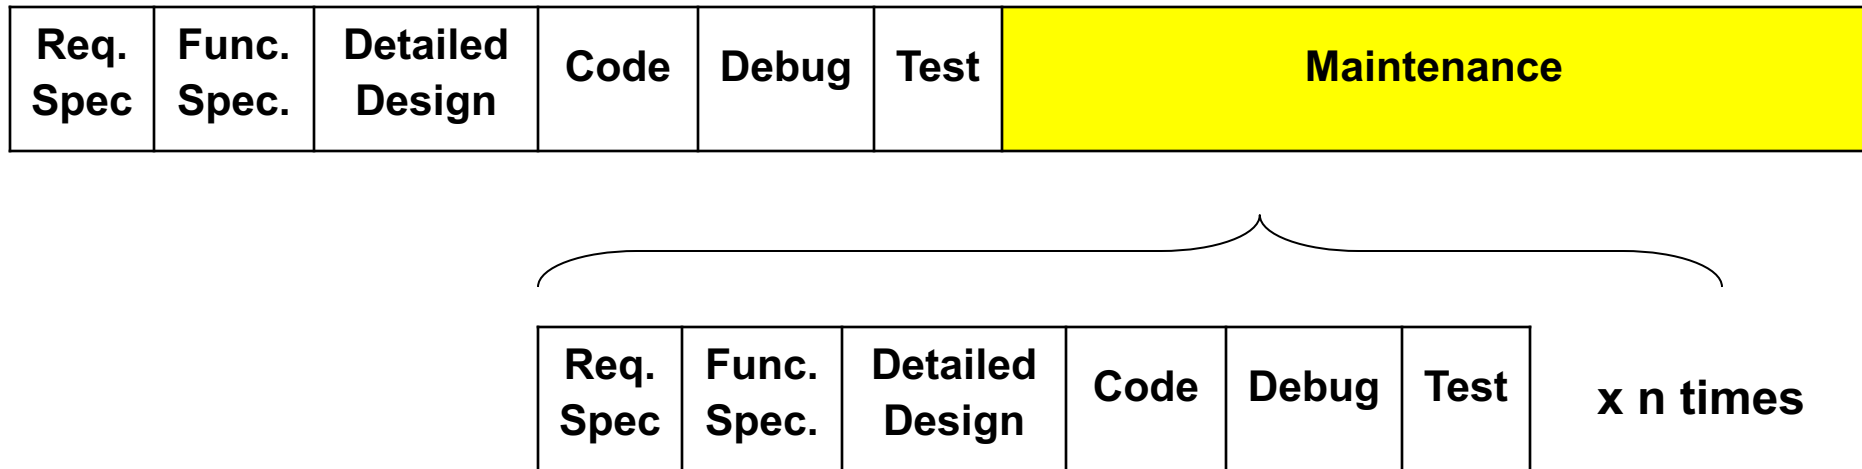 Req.
Spec
Func.
Spec.
Detailed
Design
Code
Debug
Test
Maintenance
Req.
Spec
Func.
Spec.
Detailed
Design
Code
Debug
Test
x n times